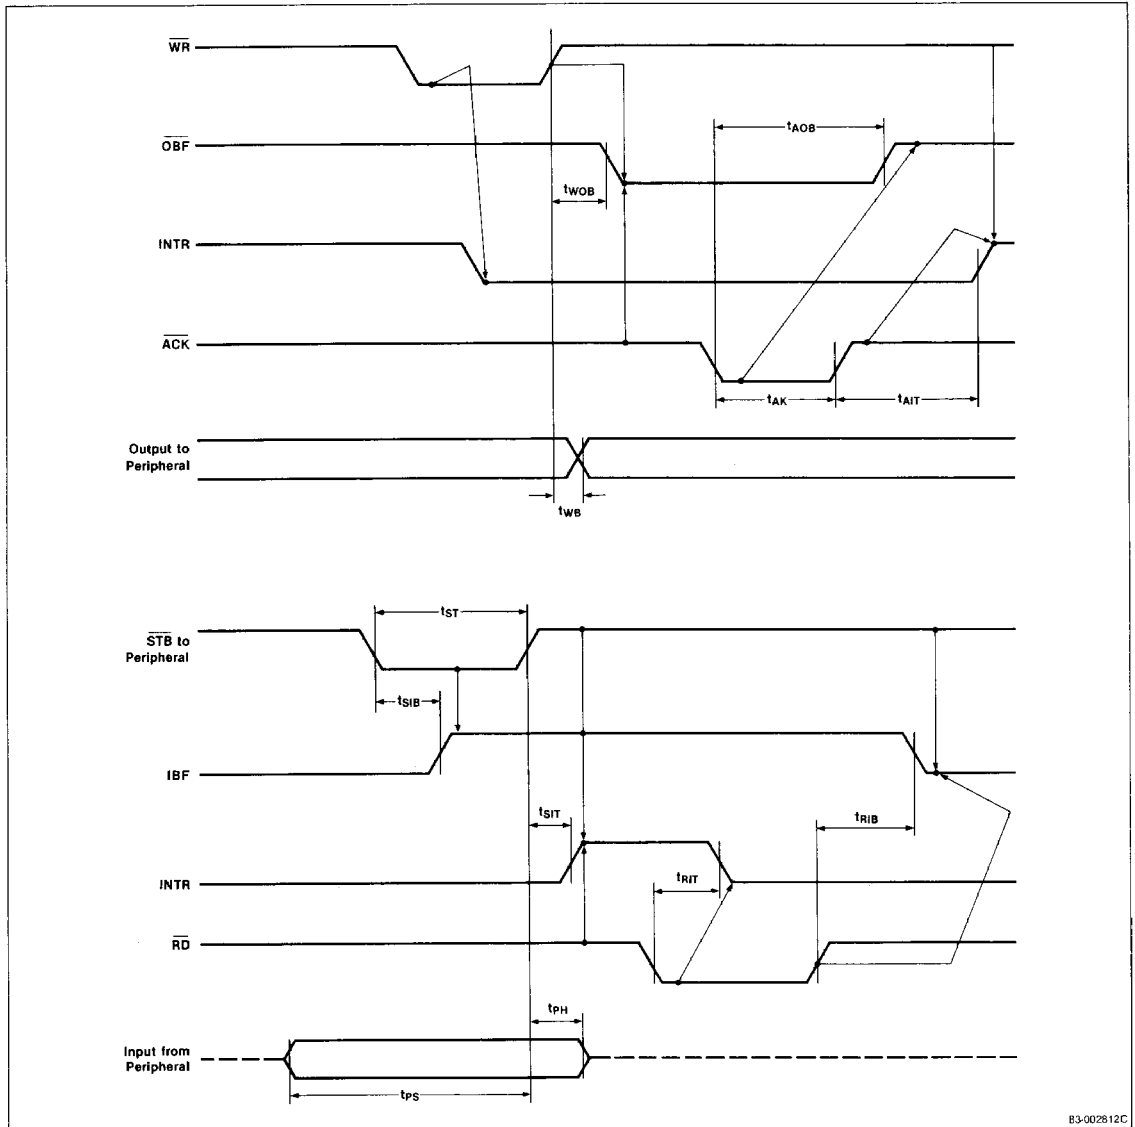 WR
OBF
tAOB
tWOB
INTR
ACK
tAK
tAIT
Output to
Peripheral
tWB
tST
STB to
Peripheral
tSIB
IBF
tSIT
tRIB
INTR
tRIT
RD
tPH
Input from
Peripheral
tPS
83-002812C